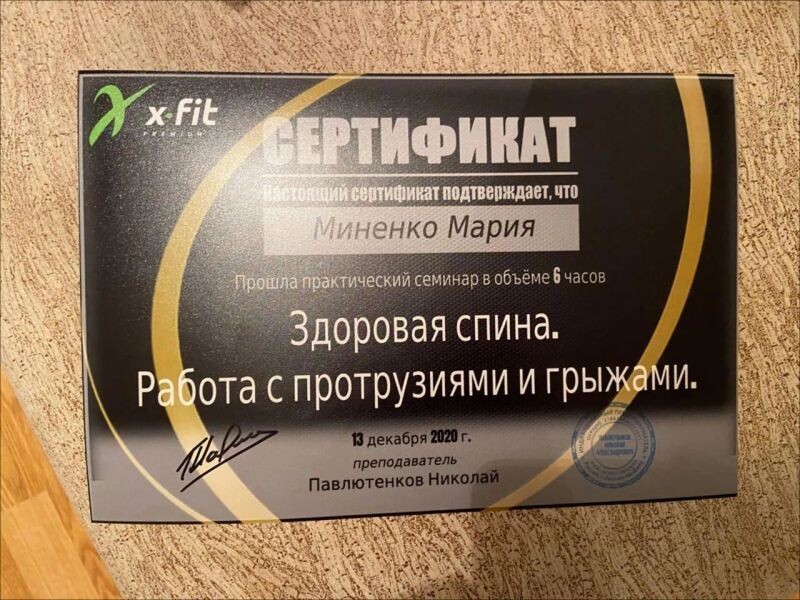 x-fit
PREMIUM
СЕРТИФИКАТ
Настоящий сертификат подтверждает, что
Миненко Мария
Прошла практический семинар в объёме 6 часов
Здоровая спина.
Работа с протрузиями и грыжами.
13 декабря 2020 г.
преподаватель
Павлютенков Николай